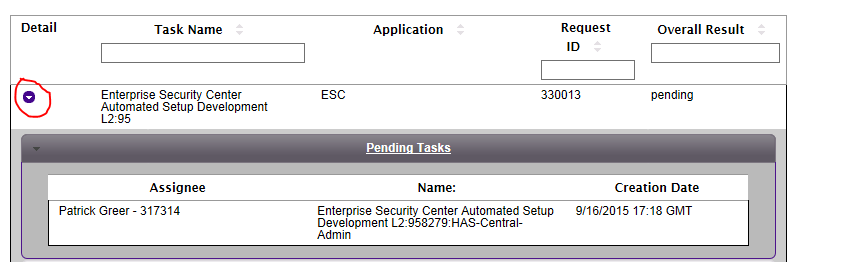 Detail Task Name Application Request ID Overall Result
Enterprise Security Center ESC 330013 pending
Automated Setup Development
L2:95
Pending Tasks
Assignee Name: Creation Date
Patrick Greer - 317314 Enterprise Security Center Automated Setup 9/16/2015 17:18 GMT
Development L2:958279:HAS-Central-
Admin